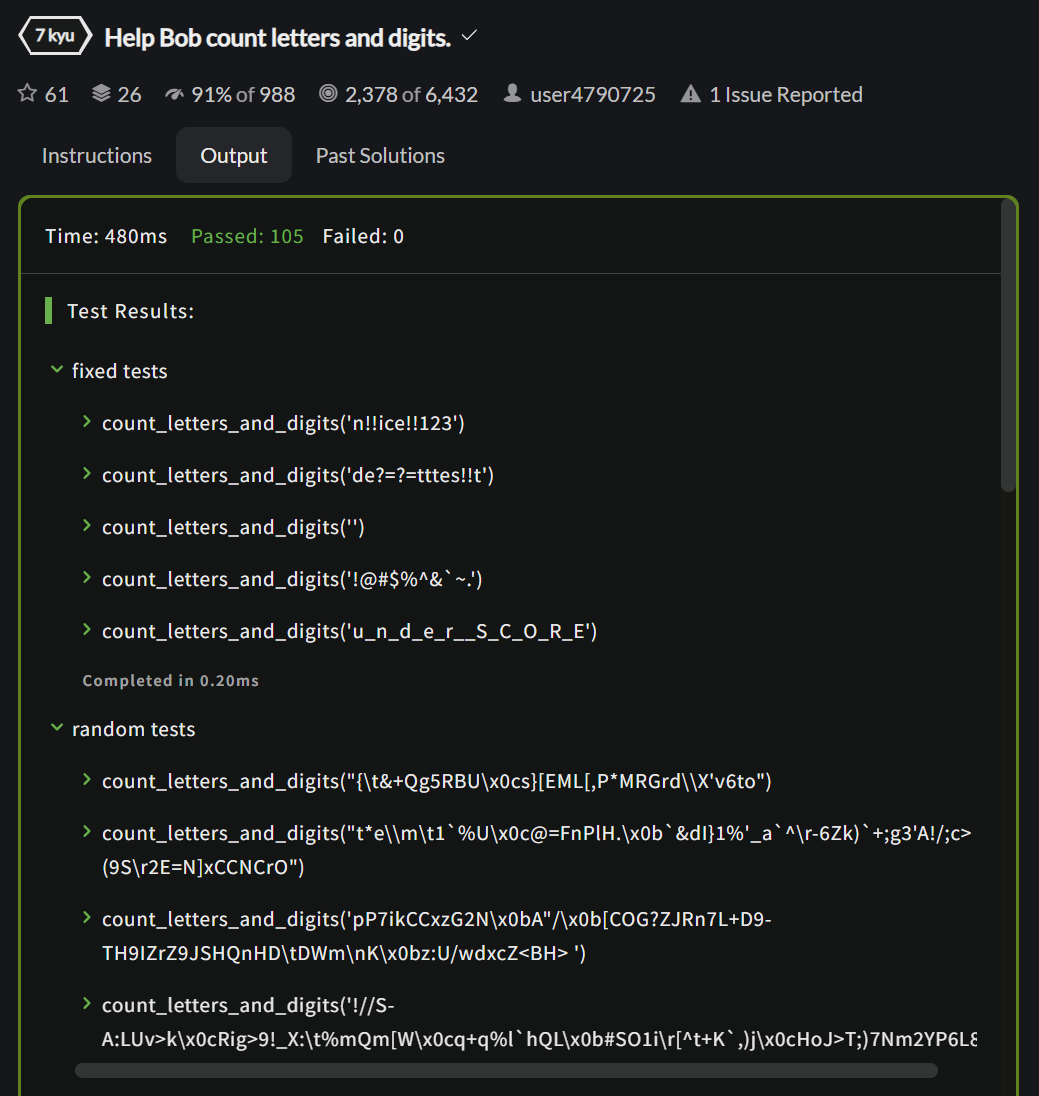 7 kyu Help Bob count letters and digits.
61 26 91% of 988 2,378 of 6,432 user4790725 1 Issue Reported
Instructions Output Past Solutions
Time: 480ms Passed: 105 Failed: 0
Test Results:
fixed tests
count_letters_and_digits('n!!ice!!123')
count_letters_and_digits('de?=?=tttes!!t')
count_letters_and_digits('')
count_letters_and_digits('!@#$%^&`~.')
count_letters_and_digits('u_n_d_e_r__S_C_O_R_E')
Completed in 0.20ms
random tests
count_letters_and_digits("{\t&+Qg5RBU\x0cs}[EML[,P*MRGrd\\X'v6to")
count_letters_and_digits("t*e\\m\t1`%U\x0c@=FnPlH.\x0b`&dI}1%'_a`^\r-6Zk)`+;g3'A!/;c>
(9S\r2E=N]xCCNCrO")
count_letters_and_digits('pP7ikCCxzG2N\x0bA"/\x0b[COG?ZJRn7L+D9-
TH9IZrZ9JSHQnHD\tDWm\nK\x0bz:U/wdxcZ<BH> ')
count_letters_and_digits('!//S-
A:LUv>k\x0cRig>9!_X:\t%mQm[W\x0cq+q%l`hQL\x0b#SO1i\r[^t+K`,)j\x0cHoJ>T;)7Nm2YP6L8